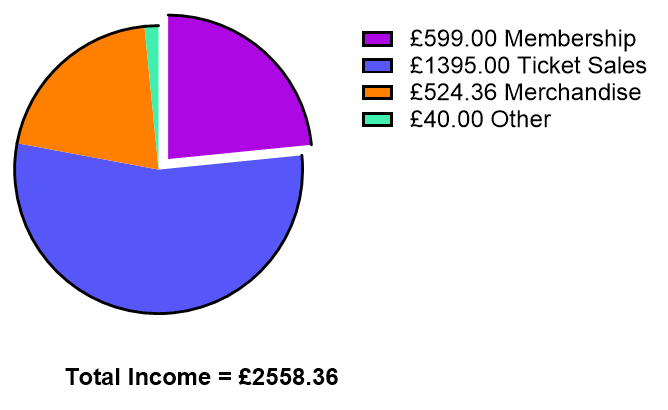 £599.00 Membership
£1395.00 Ticket Sales
£524.36 Merchandise
£40.00 Other
Total Income = £2558.36